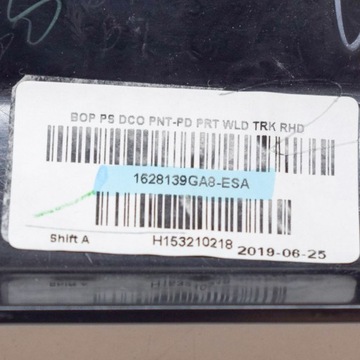 BOP PS DCO PNT-PD PRT WLD TRK RHD
1628139GA8-ESA
Shift A H153210218 2019-06-25